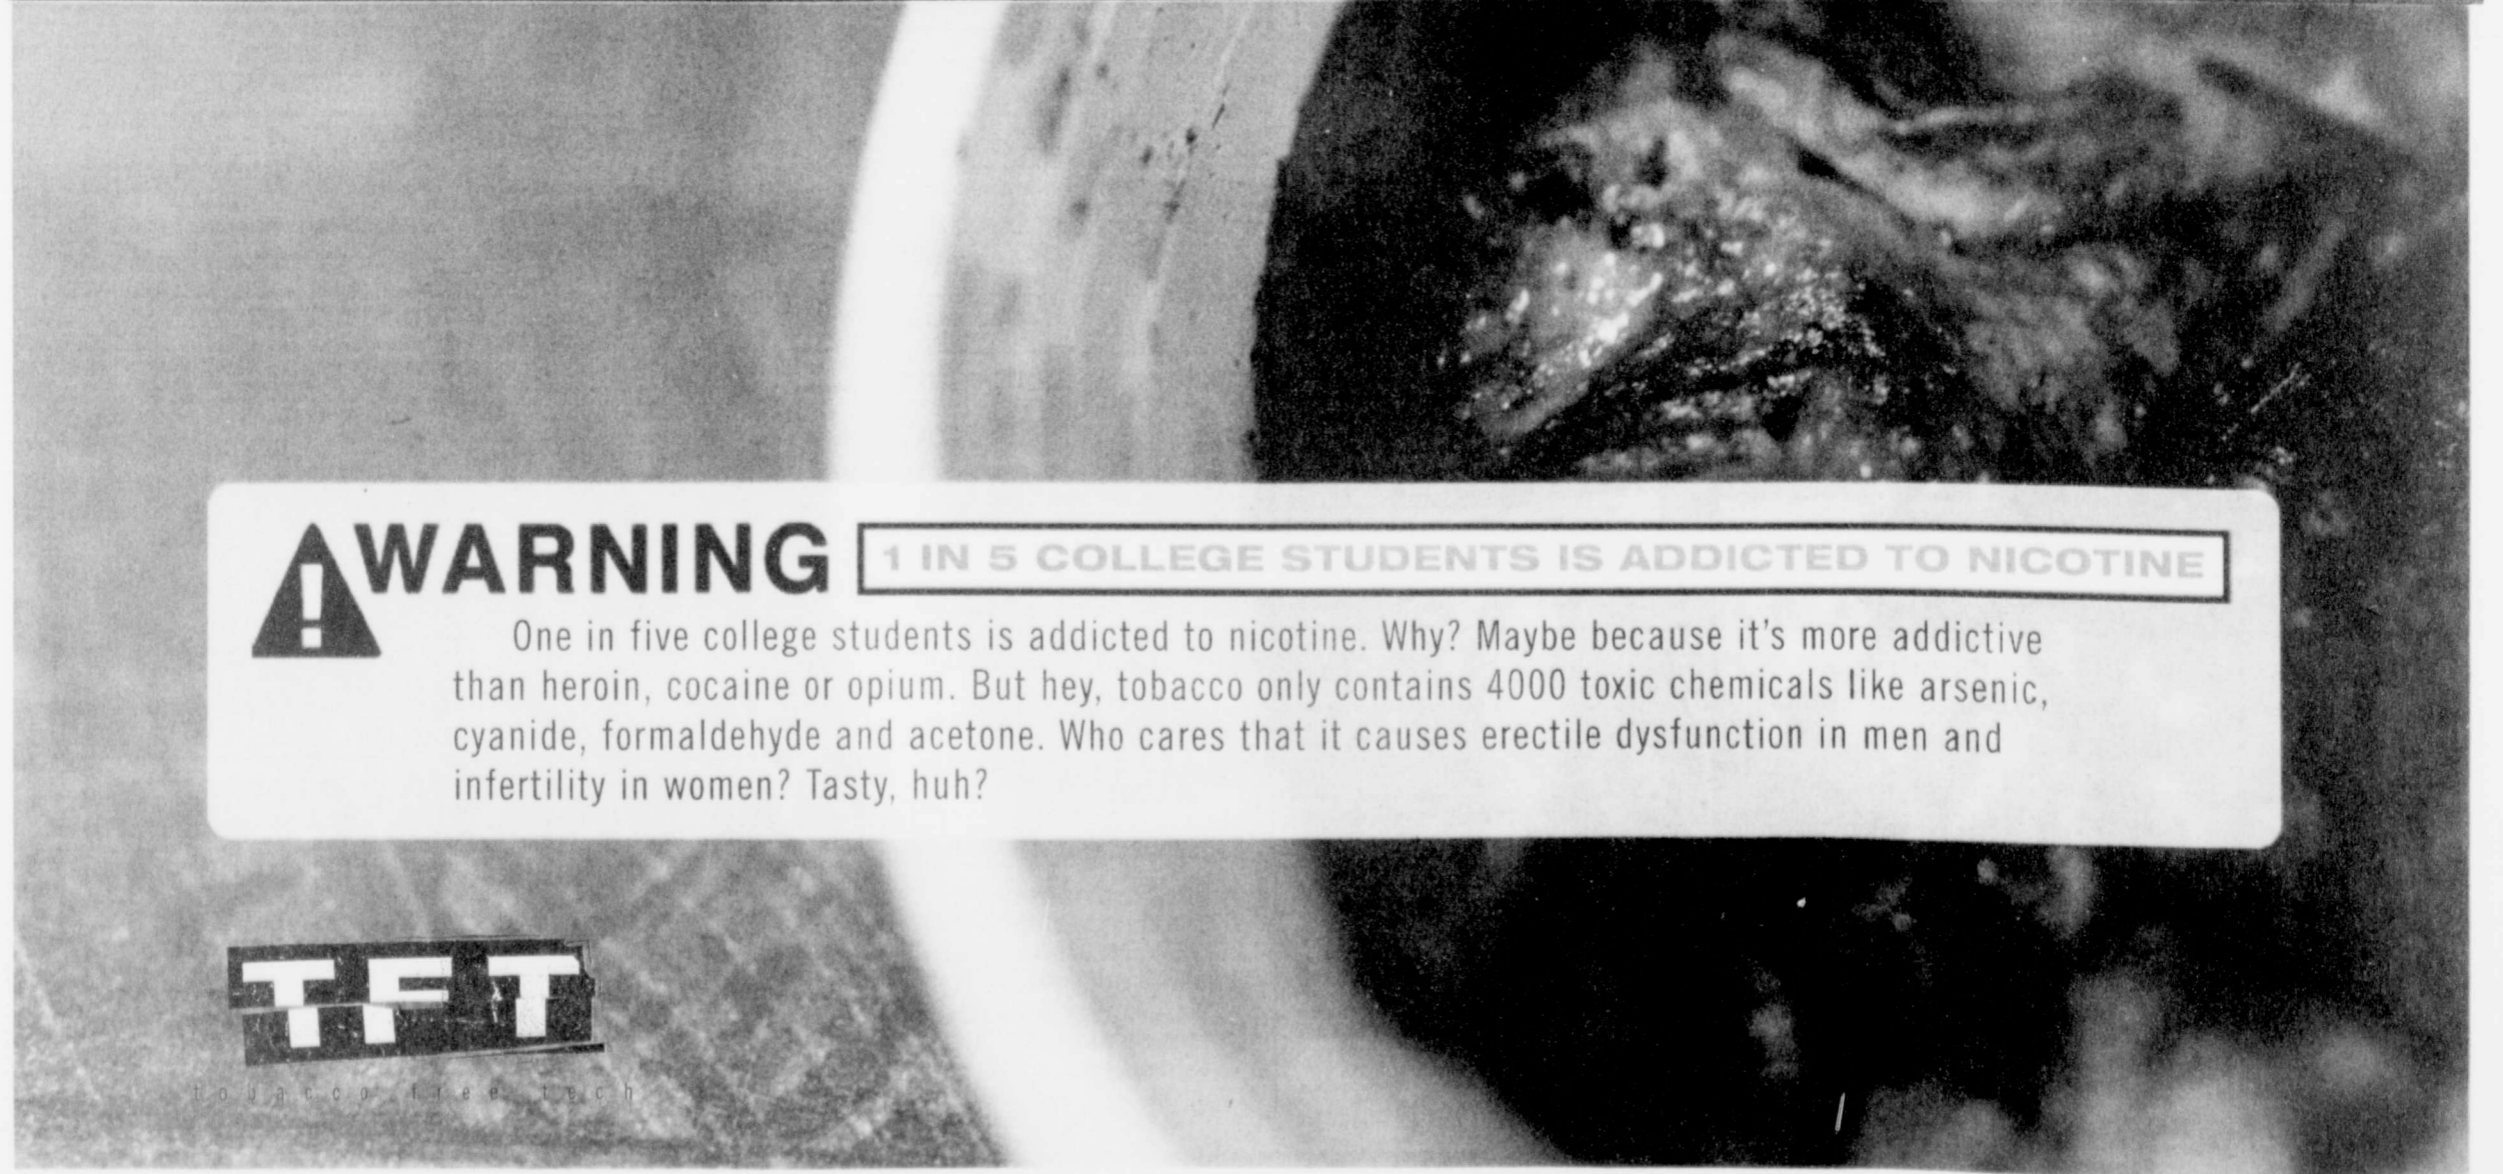 WARNING 1 IN 5 COLLEGE STUDENTS IS ADDICTED TO NICOTINE
One in five college students is addicted to nicotine. Why? Maybe because it's more addictive
than heroin, cocaine or opium. But hey, tobacco only contains 4000 toxic chemicals like arsenic,
cyanide, formaldehyde and acetone. Who cares that it causes erectile dysfunction in men and
infertility in women? Tasty, huh?
TFT
tobacco free tech